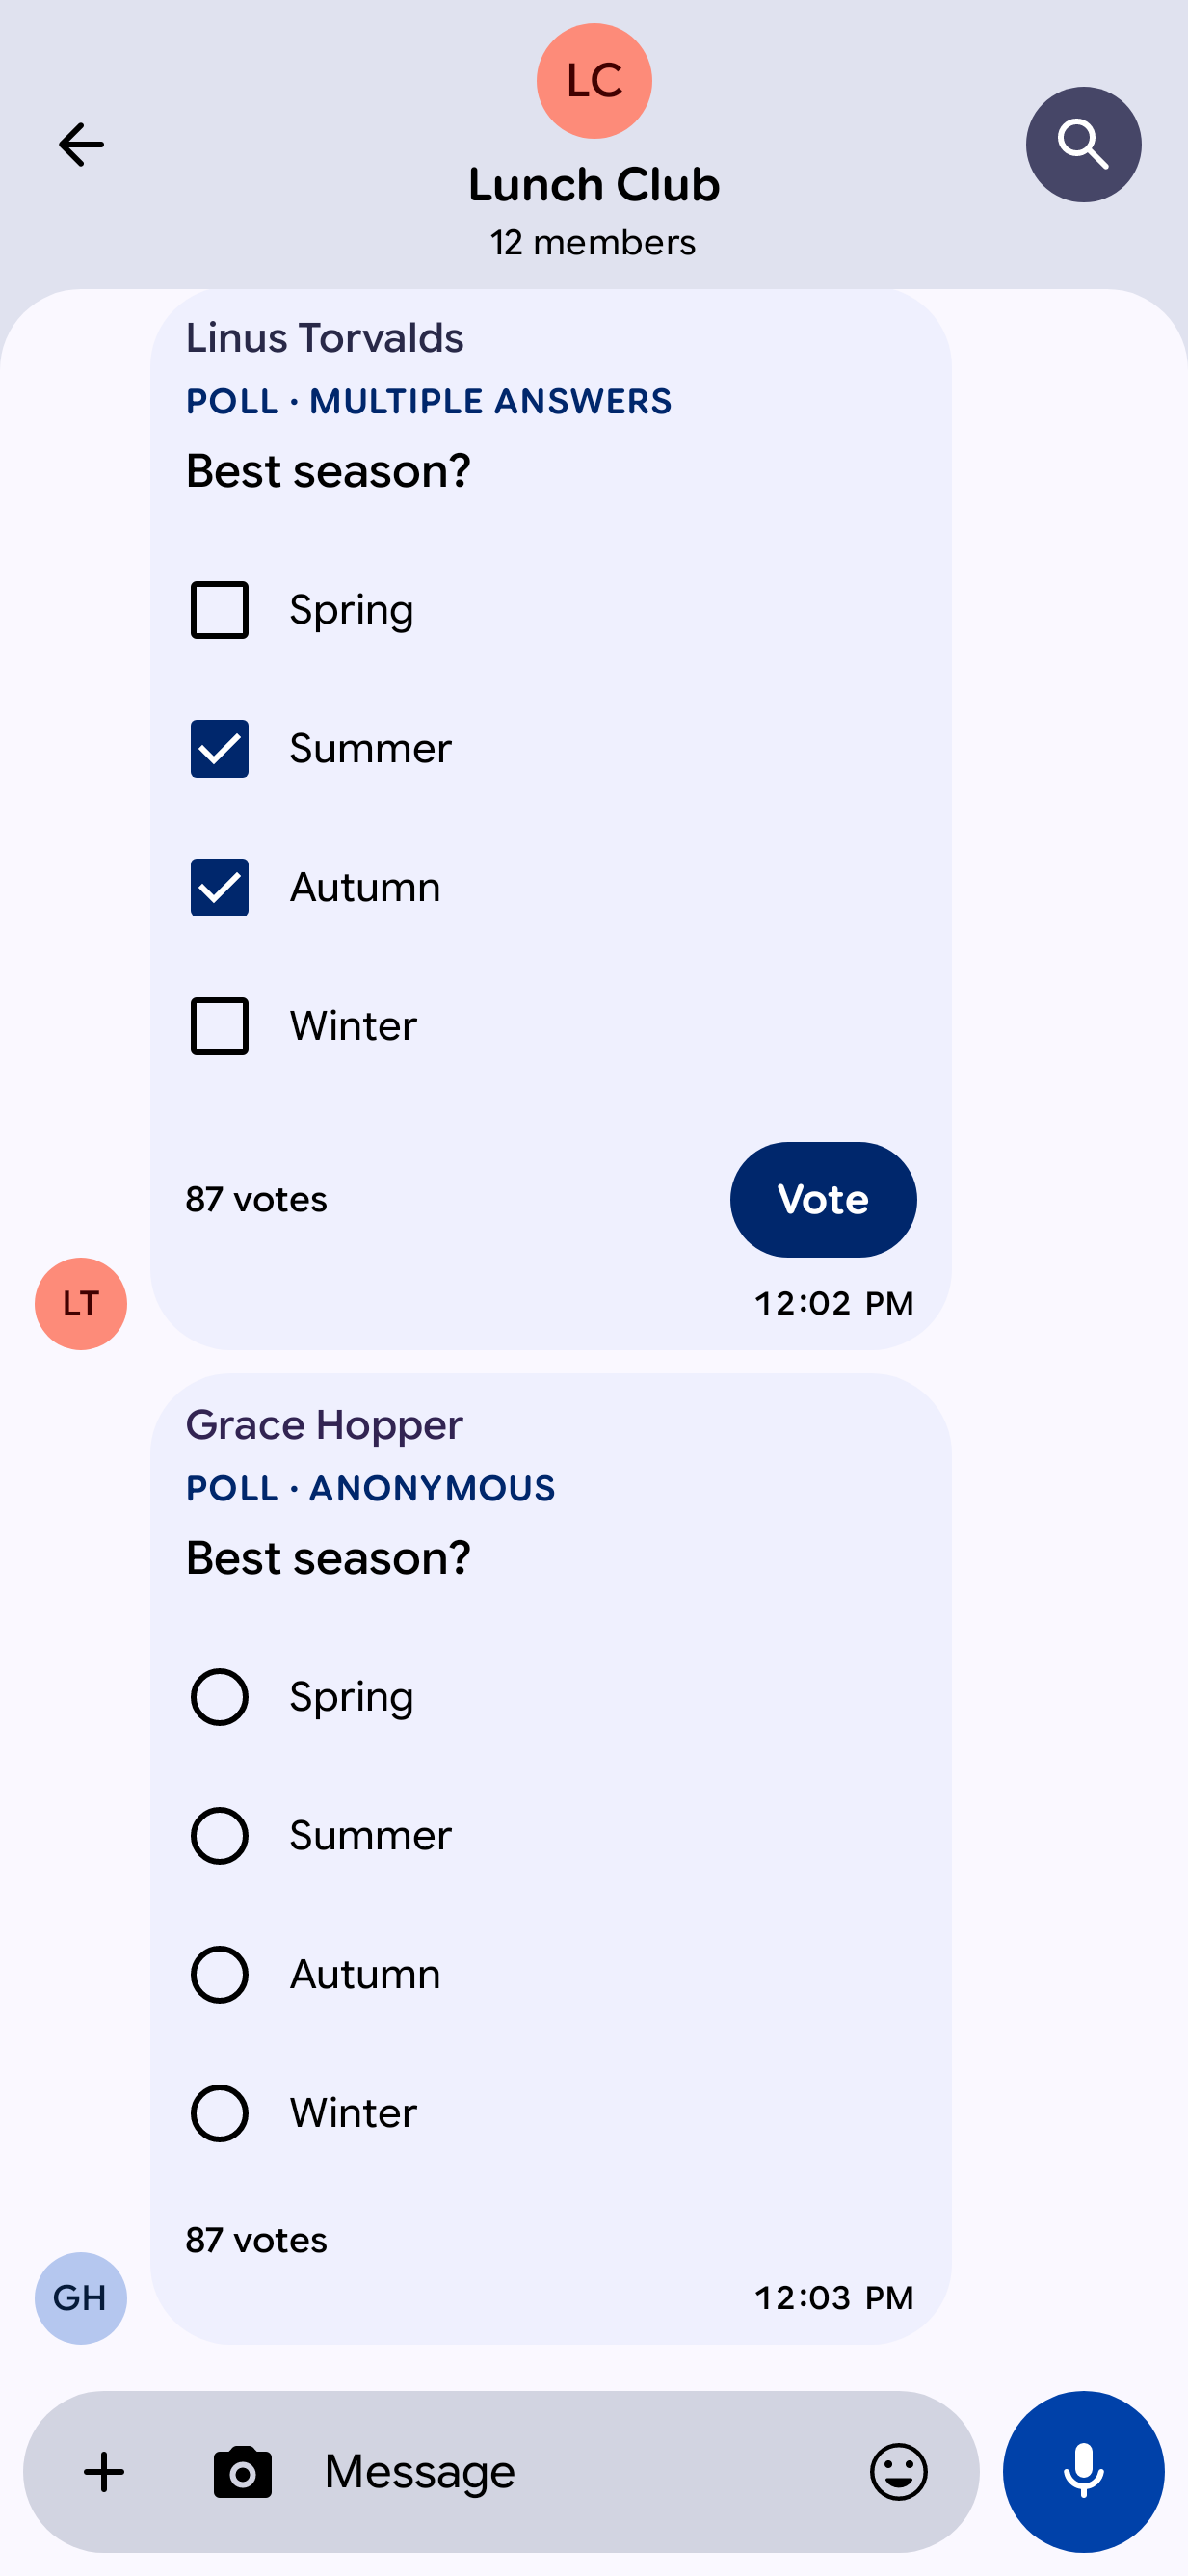 LC
Lunch Club
12 members
Linus Torvalds
POLL · MULTIPLE ANSWERS
Best season?
Spring
Summer
Autumn
Winter
87 votes
Vote
LT
12:02 PM
Grace Hopper
POLL · ANONYMOUS
Best season?
Spring
Summer
Autumn
Winter
87 votes
GH
12:03 PM
Message